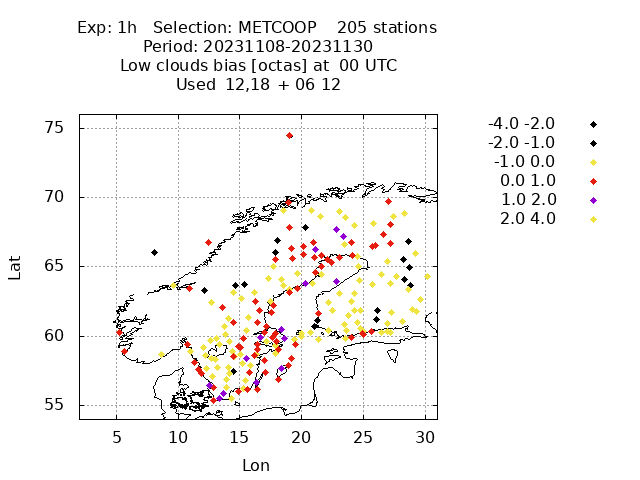 Exp: 1h   Selection: METCOOP    205 stations
Period: 20231108-20231130
Low clouds bias [octas] at  00 UTC
Used  12,18 + 06 12
-4.0 -2.0
-2.0 -1.0
-1.0 0.0
0.0 1.0
1.0 2.0
2.0 4.0
75
70
65
60
55
Lat
5 10 15 20 25 30
Lon